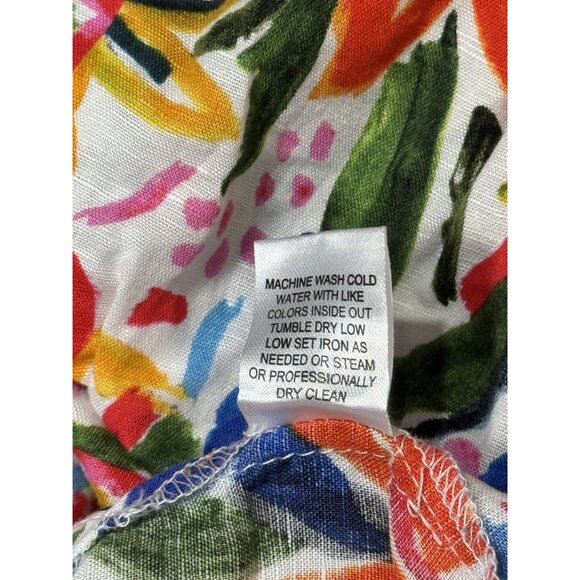 MACHINE WASH COLD
WATER WITH LIKE
COLORS INSIDE OUT
TUMBLE DRY LOW
LOW SET IRON AS
NEEDED OR STEAM
OR PROFESSIONALLY
DRY CLEAN